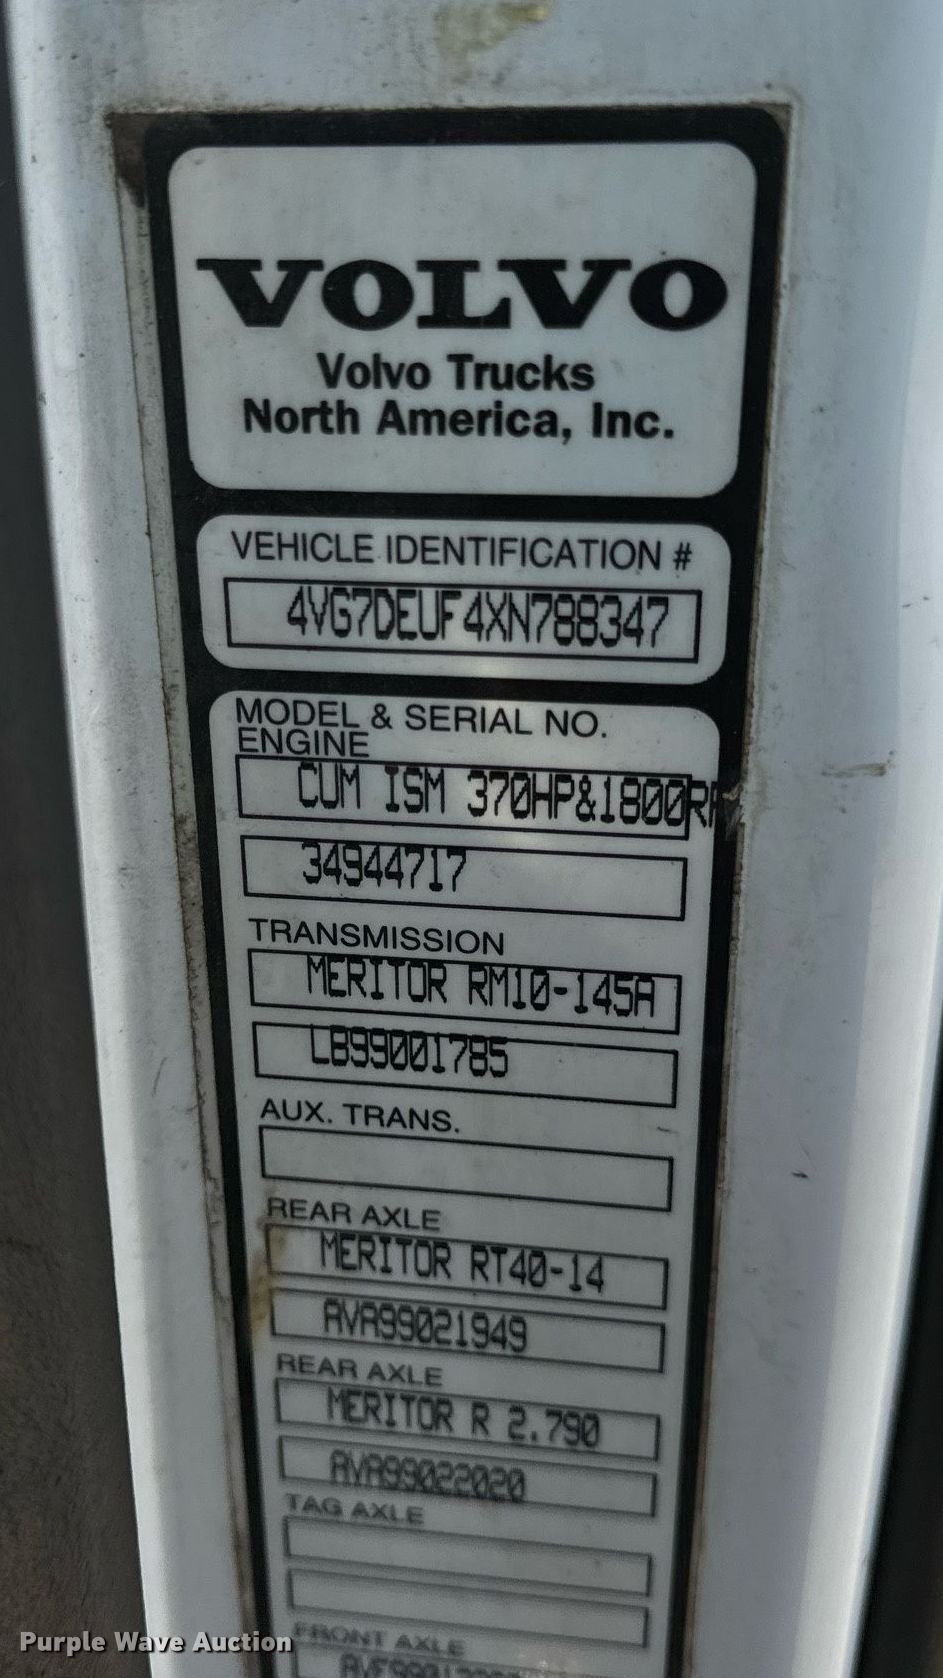 VOLVO
Volvo Trucks
North America, Inc.
VEHICLE IDENTIFICATION #
4VG7DEUF4XN788347
MODEL & SERIAL NO.
ENGINE
CUM ISM 370HP&1800R
34944717
TRANSMISSION
MERITOR RM10-145A
LB99001785
AUX. TRANS.
REAR AXLE
MERITOR RT40-14
AVA99021949
REAR AXLE
MERITOR R 2.790
AVA99022020
TAG AXLE
FRONT AXLE
Purple Wave Auction